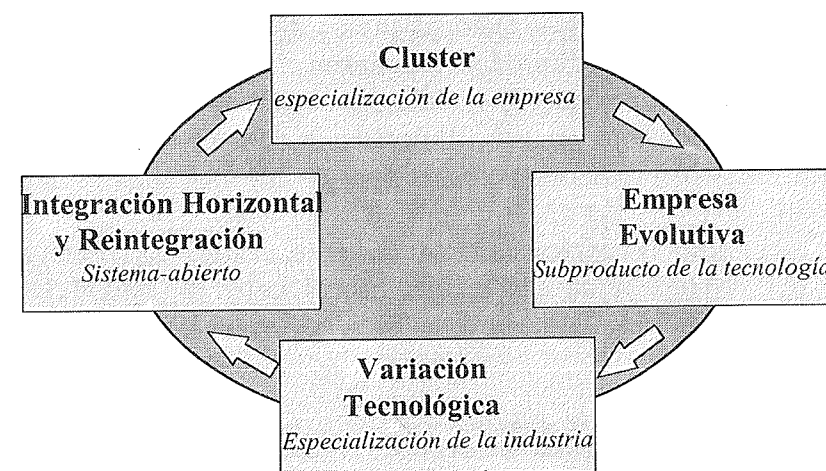 Cluster
especialización de la empresa
Integración Horizontal
y Reintegración
Sistema-abierto
Empresa
Evolutiva
Subproducto de la tecnología
Variación
Tecnológica
Especialización de la industria